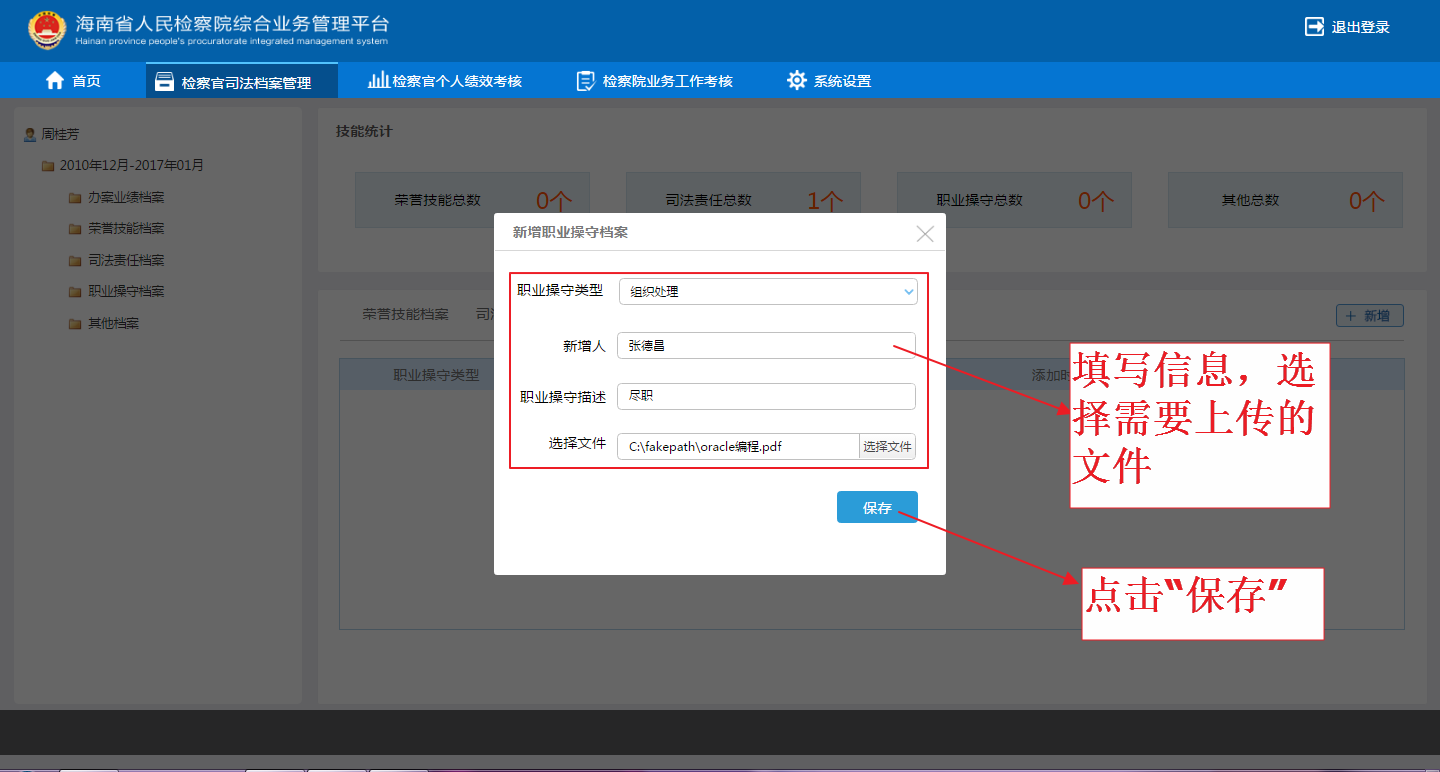 海南省人民检察院综合业务管理平台
Hainan province people's procuratorate integrated management system
退出登录
首页
检察官司法档案管理
检察官个人绩效考核
检察院业务工作考核
系统设置
周桂芳
2010年12月-2017年01月
办案业绩档案
荣誉技能档案
司法责任档案
职业操守档案
其他档案
技能统计
荣誉技能总数 0个
司法责任总数 1个
职业操守总数 0个
其他总数 0个
荣誉技能档案
司
+ 新增
职业操守类型
添加时
新增职业操守档案
职业操守类型 组织处理
新增人 张德昌
职业操守描述 尽职
选择文件 C:\fakepath\oracle编程.pdf 选择文件
保存
填写信息，选
择需要上传的
文件
点击“保存”